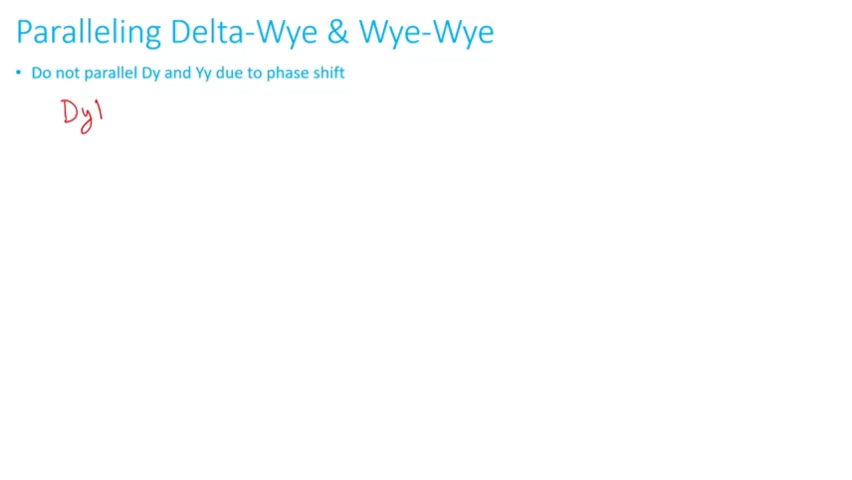 Paralleling Delta-Wye & Wye-Wye
• Do not parallel Dy and Yy due to phase shift
Dy1